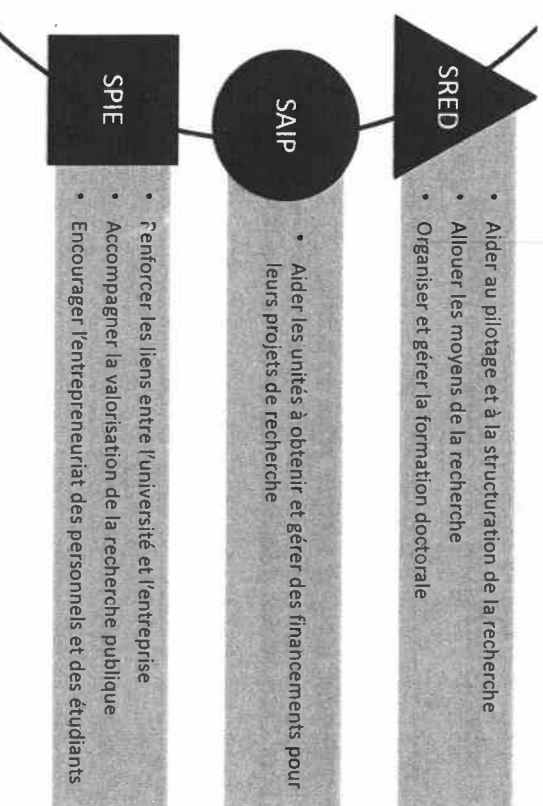 SRED
• Aider au pilotage et à la structuration de la recherche
• Allouer les moyens de la recherche
• Organiser et gérer la formation doctorale
SAIP
• Aider les unités à obtenir et gérer des financements pour
leurs projets de recherche
SPIE
• Renforcer les liens entre l'université et l'entreprise
• Accompagner la valorisation de la recherche publique
• Encourager l'entrepreneuriat des personnels et des étudiants